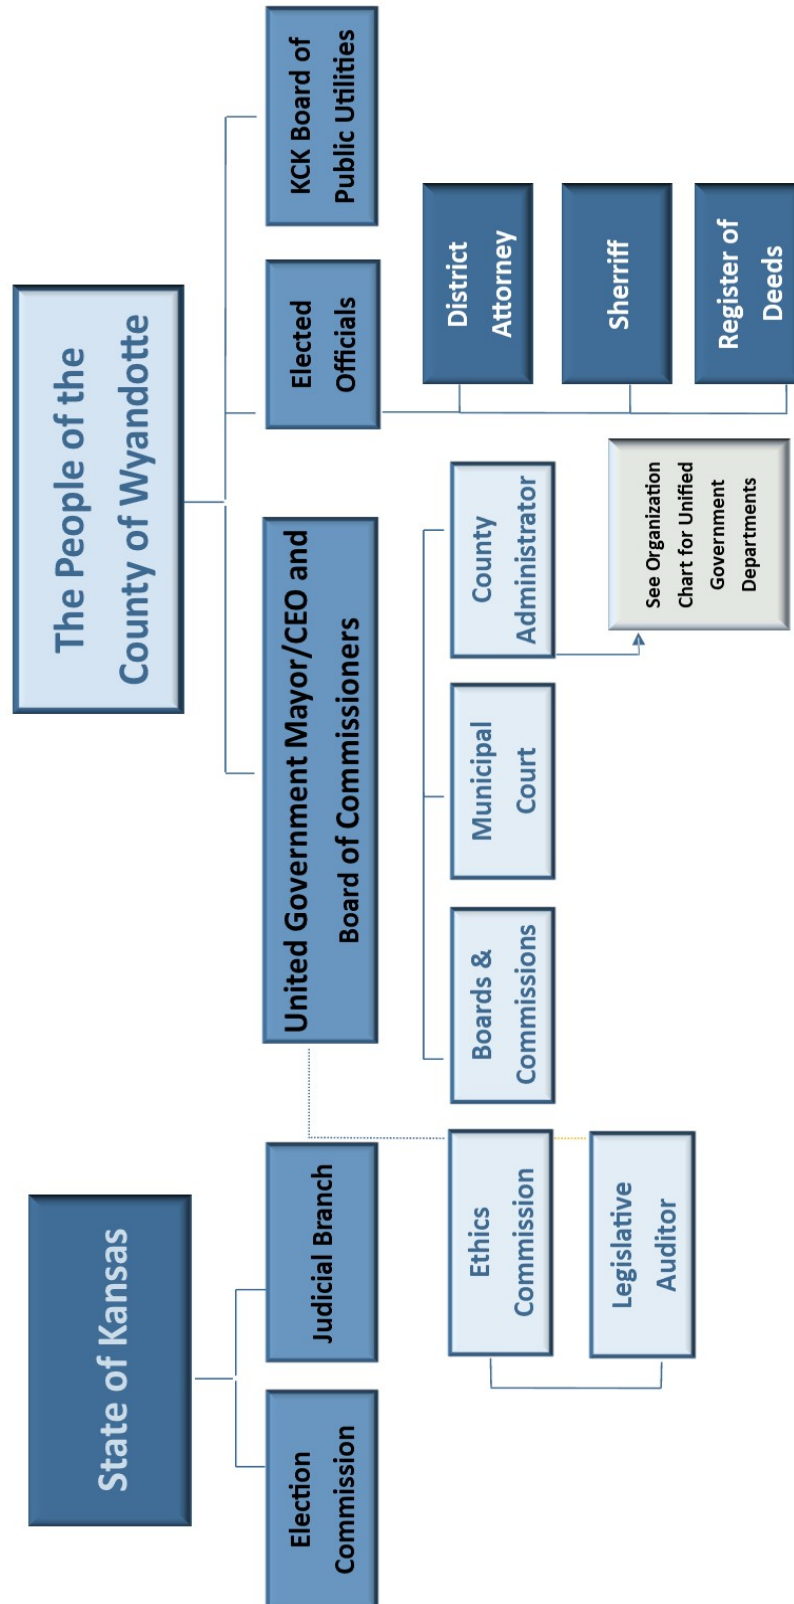 State of Kansas
The People of the
County of Wyandotte
Election
Commission
Judicial Branch
United Government Mayor/CEO and
Board of Commissioners
Elected
Officials
KCK Board of
Public Utilities
Ethics
Commission
Boards &
Commissions
Municipal
Court
County
Administrator
District
Attorney
Legislative
Auditor
See Organization
Chart for Unified
Government
Departments
Sherriff
Register of
Deeds